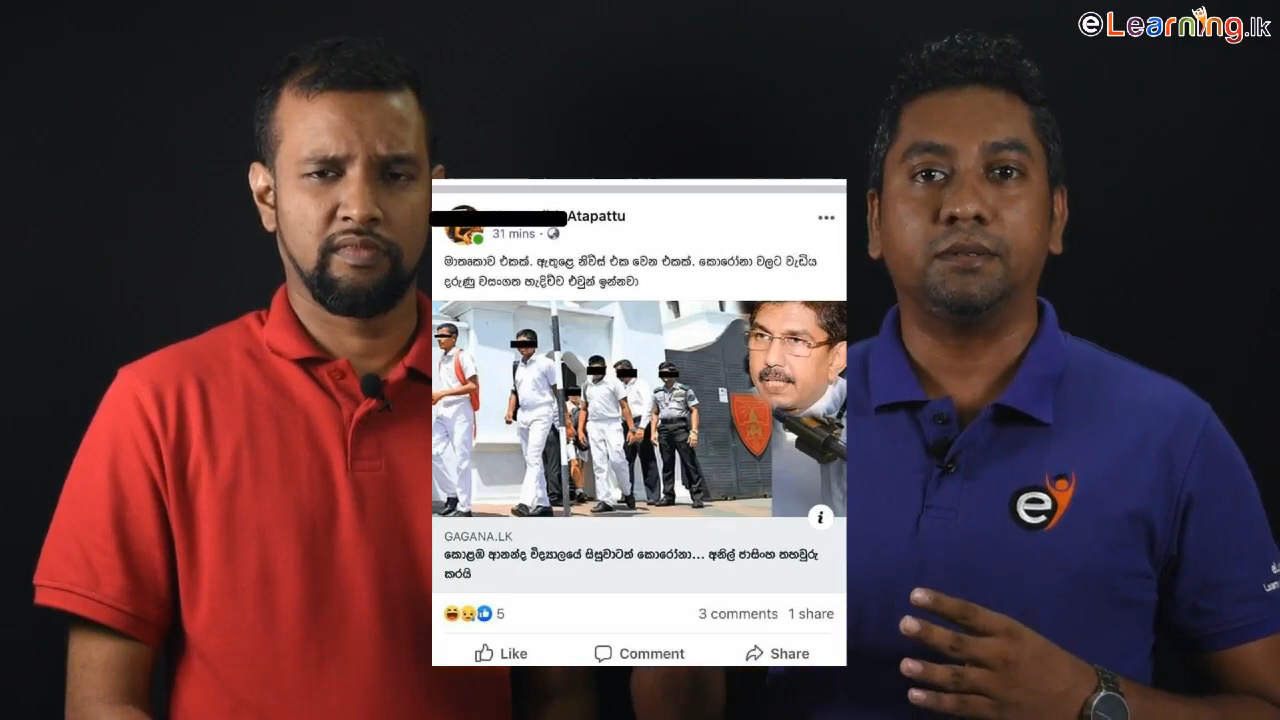 eLearning.lk
Atapattu
31 mins
මාතෘකාව එකක්. ඇතුළෙ නිව්ස් එක වෙන එකක්. කොරෝනා වලට වැඩිය
දරුණු වසංගත හැදිච්ච එවුන් ඉන්නවා
GAGANA.LK
කොළඹ ආනන්ද විද්‍යාලයේ සිසුවාටත් කොරෝනා... අනිල් ජාසිංහ තහවුරු
කරයි
5 3 comments 1 share
Like Comment Share
e